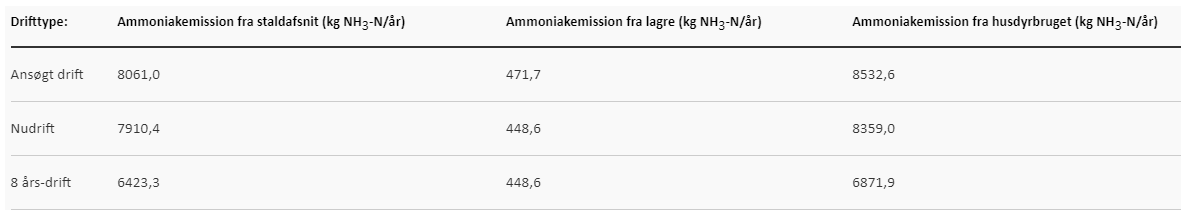 Drifttype: Ammoniakemission fra staldafsnit (kg NH3-N/år) Ammoniakemission fra lagre (kg NH3-N/år) Ammoniakemission fra husdyrbruget (kg NH3-N/år)
Ansøgt drift 8061,0 471,7 8532,6
Nudrift 7910,4 448,6 8359,0
8 års-drift 6423,3 448,6 6871,9